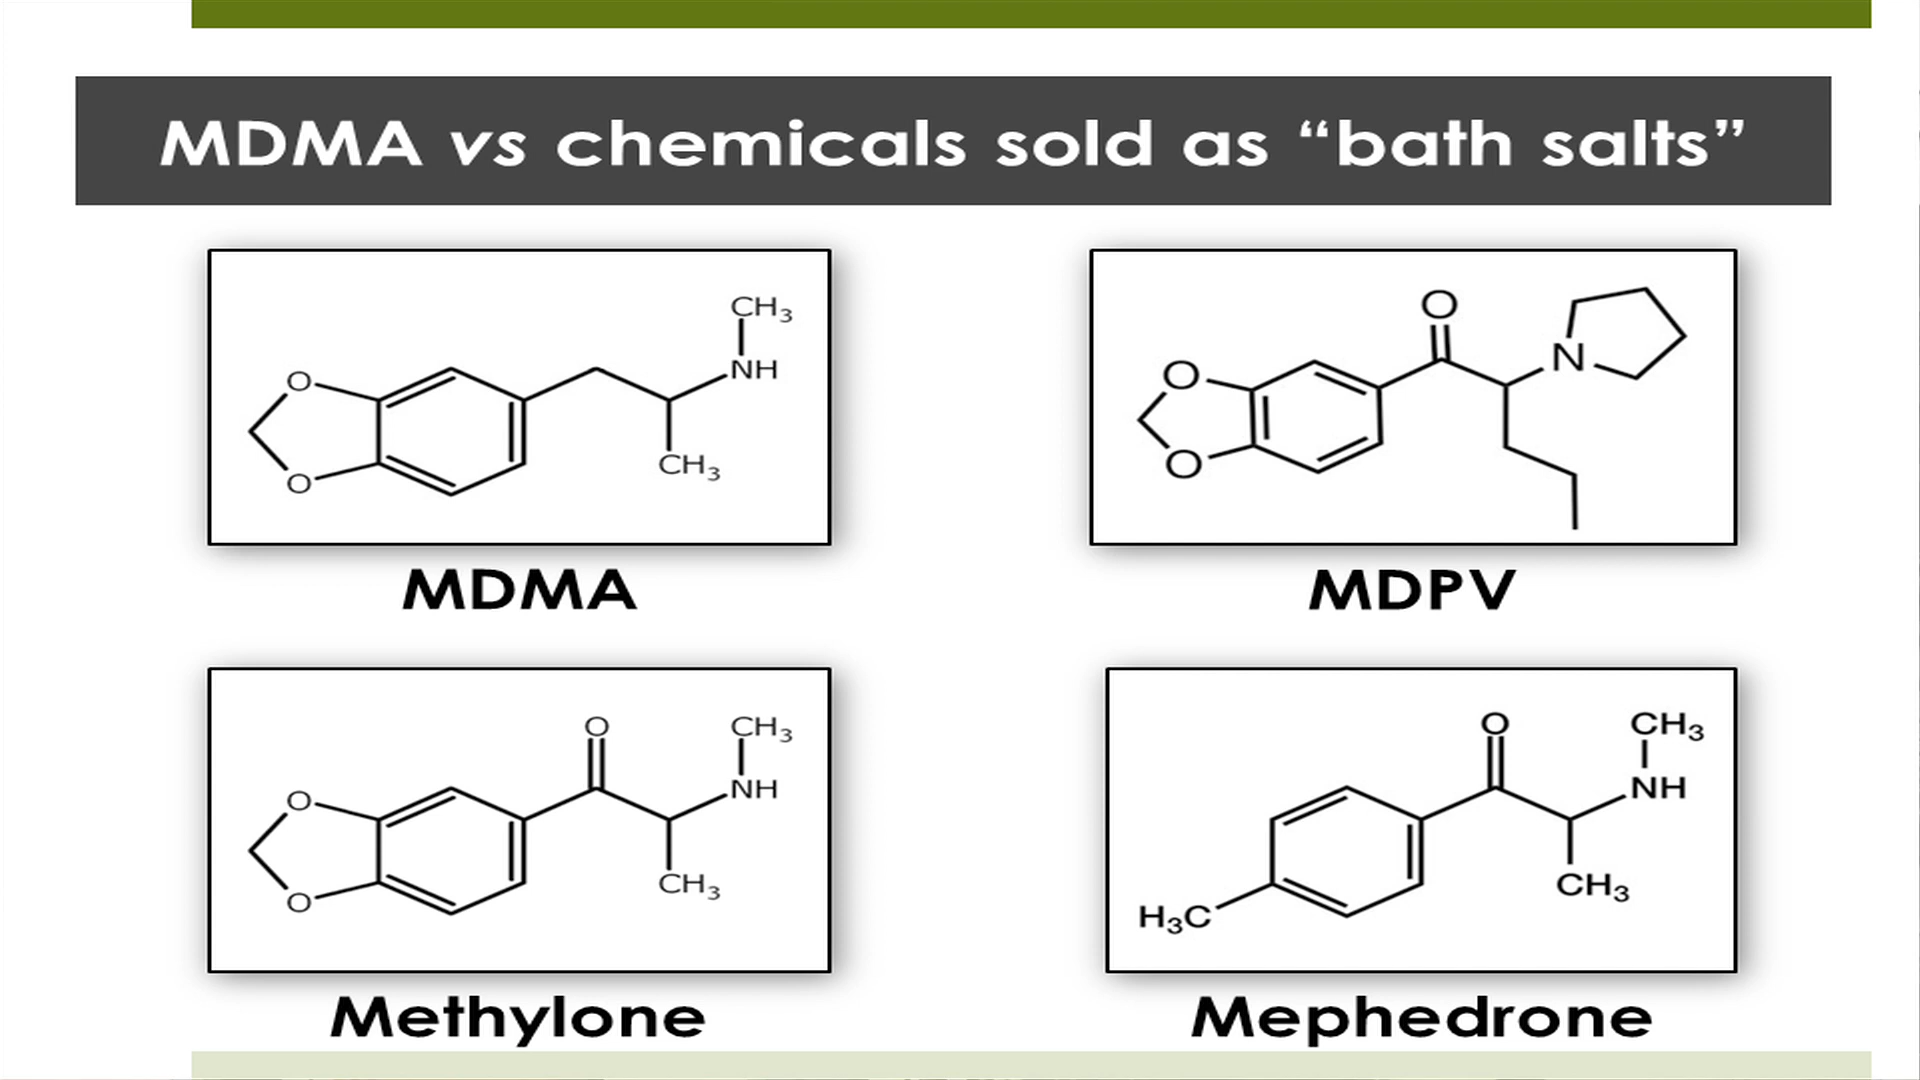 MDMA vs chemicals sold as “bath salts”
CH3
NH
O
O
CH3
MDMA
O
N
O
O
MDPV
O
CH3
NH
O
O
CH3
Methylone
O
CH3
NH
CH3
H3C
Mephedrone